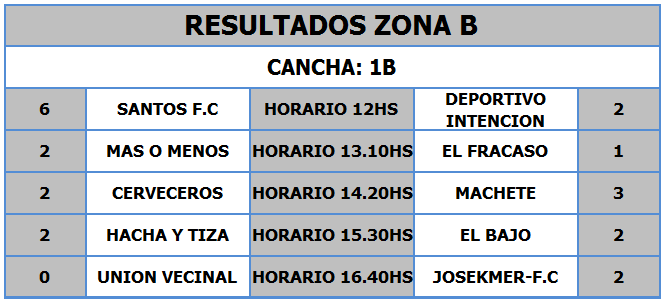 RESULTADOS ZONA B
CANCHA: 1B
6 SANTOS F.C HORARIO 12HS DEPORTIVO INTENCION 2
2 MAS O MENOS HORARIO 13.10HS EL FRACASO 1
2 CERVECEROS HORARIO 14.20HS MACHETE 3
2 HACHA Y TIZA HORARIO 15.30HS EL BAJO 2
0 UNION VECINAL HORARIO 16.40HS JOSEKMER-F.C 2